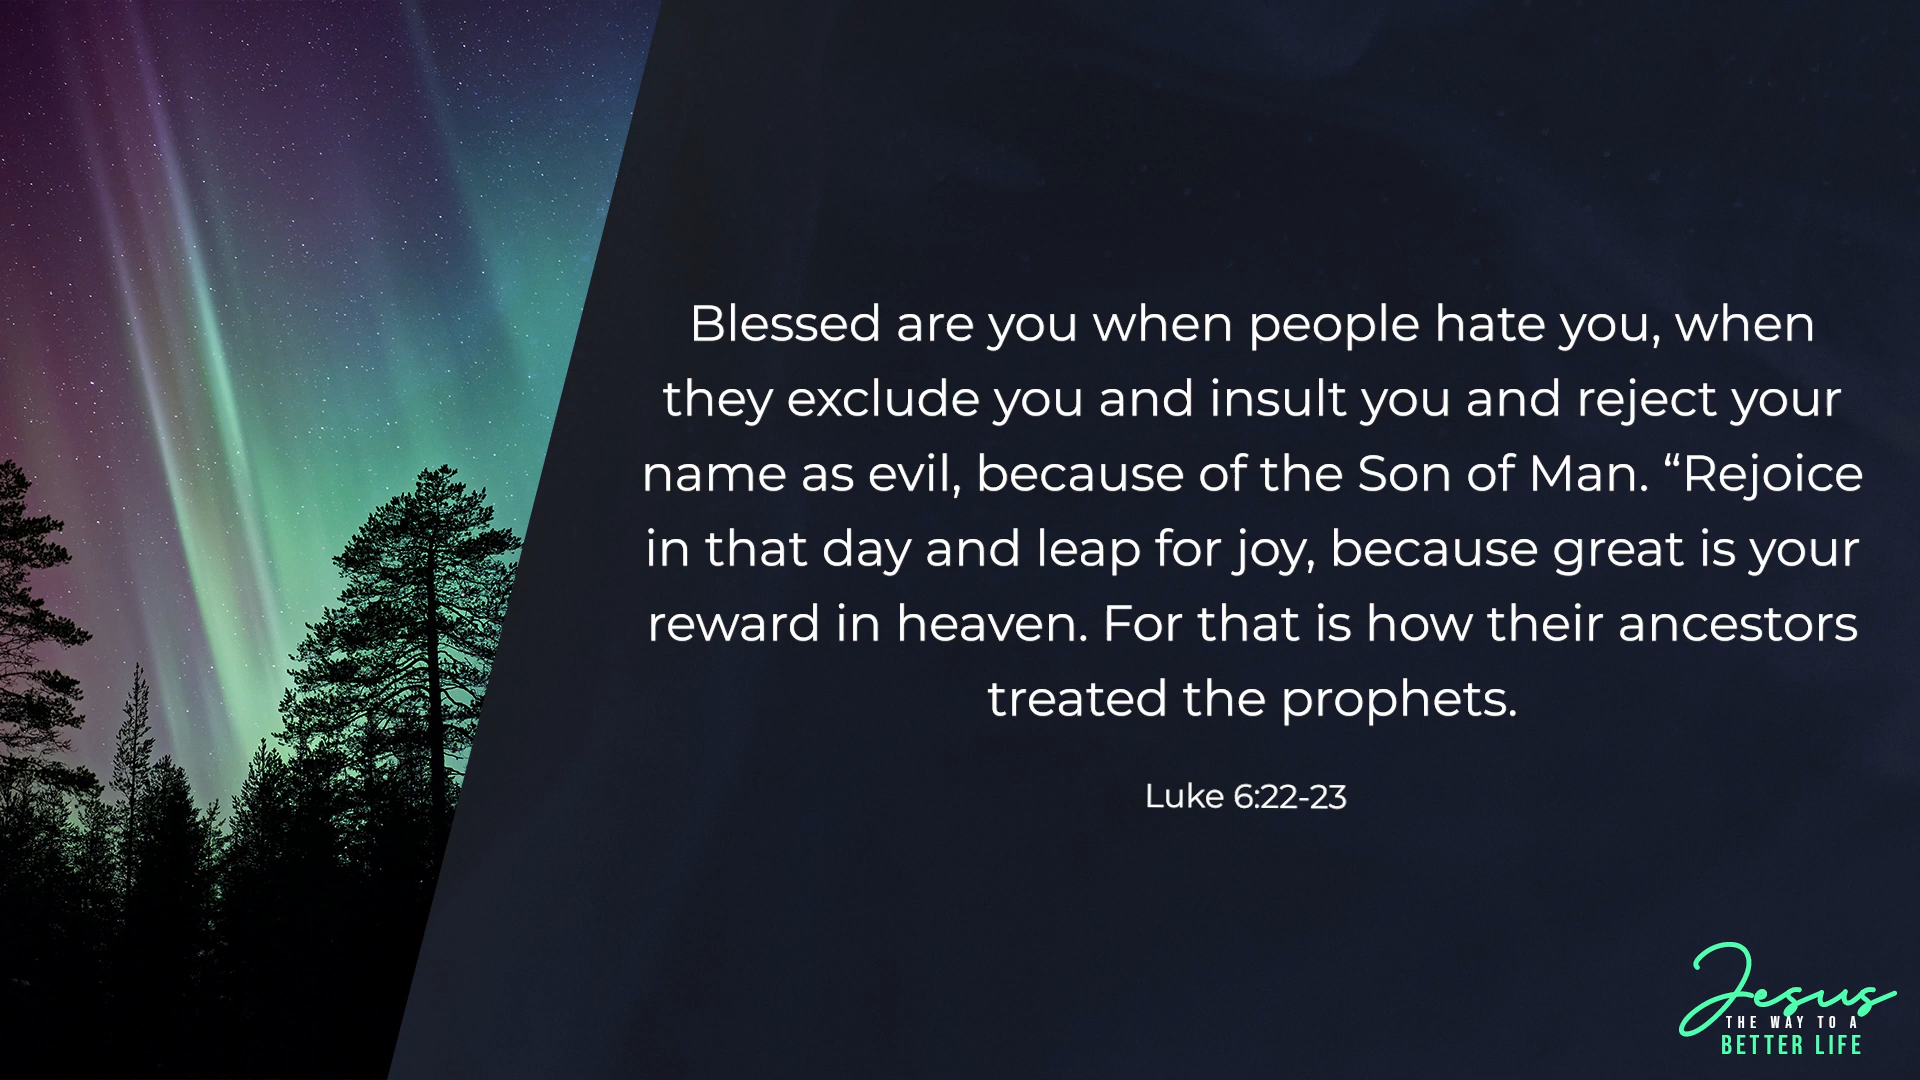 Blessed are you when people hate you, when
they exclude you and insult you and reject your
name as evil, because of the Son of Man. “Rejoice
in that day and leap for joy, because great is your
reward in heaven. For that is how their ancestors
treated the prophets.
Luke 6:22-23
Jesus
THE WAY TO A
BETTER LIFE